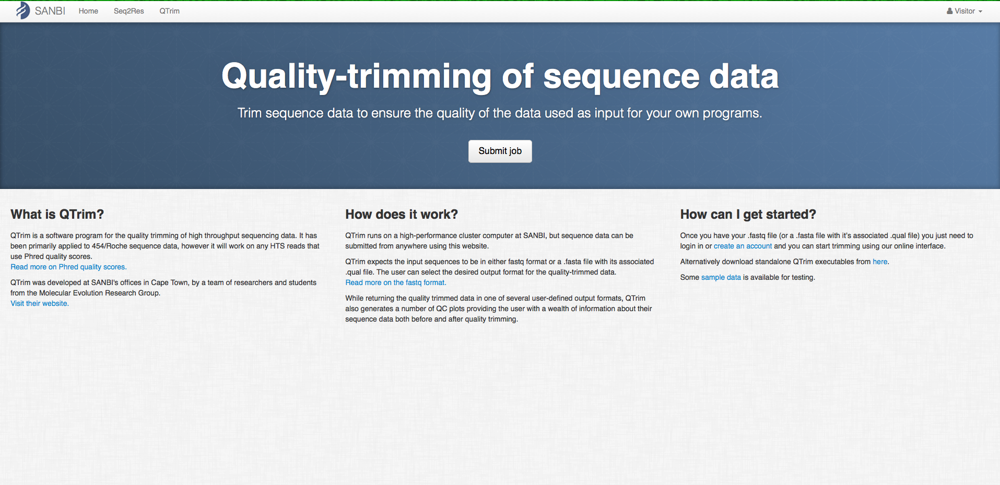 SANBI Home Seq2Res QTrim Visitor
Quality-trimming of sequence data
Trim sequence data to ensure the quality of the data used as input for your own programs.
Submit job
What is QTrim?
QTrim is a software program for the quality trimming of high throughput sequencing data. It has
been primarily applied to 454/Roche sequence data, however it will work on any HTS reads that
use Phred quality scores.
Read more on Phred quality scores.
QTrim was developed at SANBI's offices in Cape Town, by a team of researchers and students
from the Molecular Evolution Research Group.
Visit their website.
How does it work?
QTrim runs on a high-performance cluster computer at SANBI, but sequence data can be
submitted from anywhere using this website.
QTrim expects the input sequences to be in either fastq format or a .fasta file with its associated
.qual file. The user can select the desired output format for the quality-trimmed data.
Read more on the fastq format.
While returning the quality trimmed data in one of several user-defined output formats, QTrim
also generates a number of QC plots providing the user with a wealth of information about their
sequence data both before and after quality trimming.
How can I get started?
Once you have your .fastq file (or a .fasta file with it's associated .qual file) you just need to
login in or create an account and you can start trimming using our online interface.
Alternatively download standalone QTrim executables from here.
Some sample data is available for testing.